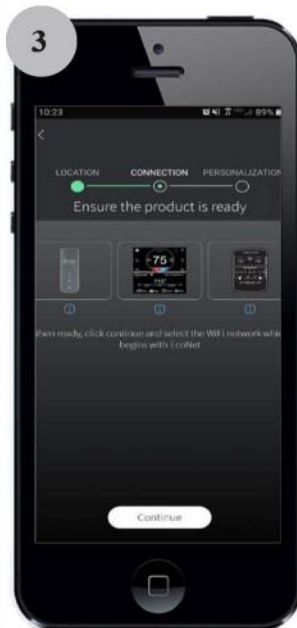 3
10:23
89%
LOCATION CONNECTION PERSONALIZATION
Ensure the product is ready
75
When ready, click continue and select the WiFi network which
begins with EcoNet
Continue